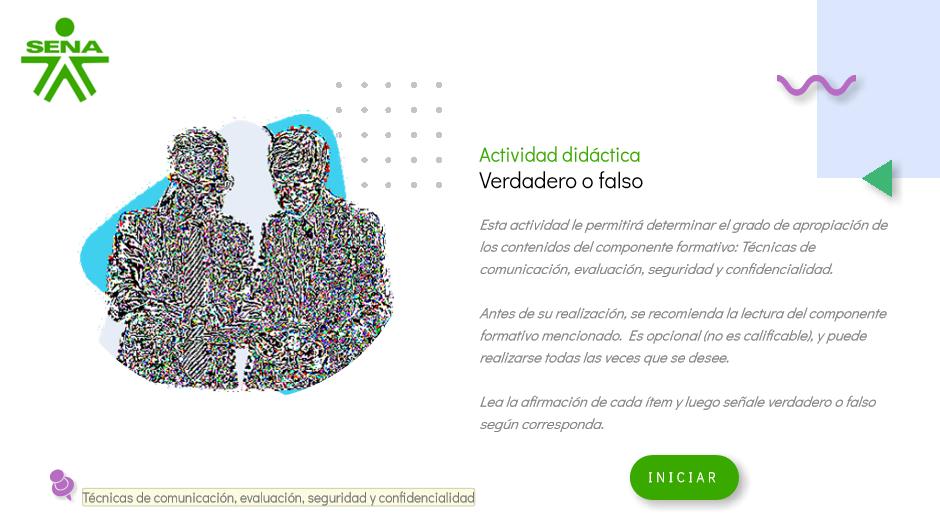 SENA
Actividad didáctica
Verdadero o falso
Esta actividad le permitirá determinar el grado de apropiación de
los contenidos del componente formativo: Técnicas de
comunicación, evaluación, seguridad y confidencialidad.
Antes de su realización, se recomienda la lectura del componente
formativo mencionado.  Es opcional (no es calificable), y puede
realizarse todas las veces que se desee.
Lea la afirmación de cada ítem y luego señale verdadero o falso
según corresponda.
INICIAR
Técnicas de comunicación, evaluación, seguridad y confidencialidad